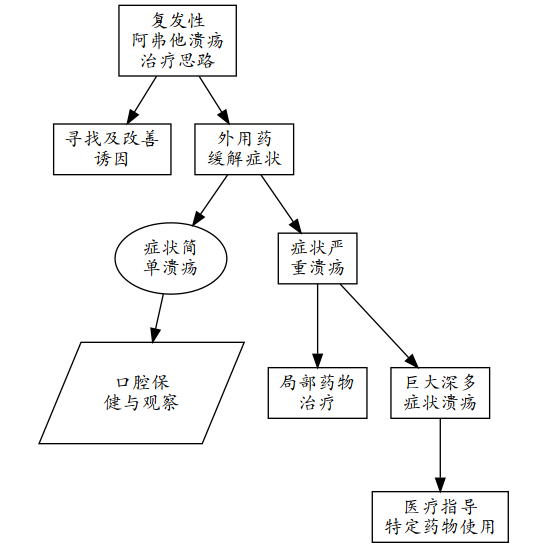 复发性
阿弗他溃疡
治疗思路
寻找及改善
诱因
外用药
缓解症状
症状简
单溃疡
症状严
重溃疡
口腔保
健与观察
局部药物
治疗
巨大深多
症状溃疡
医疗指导
特定药物使用